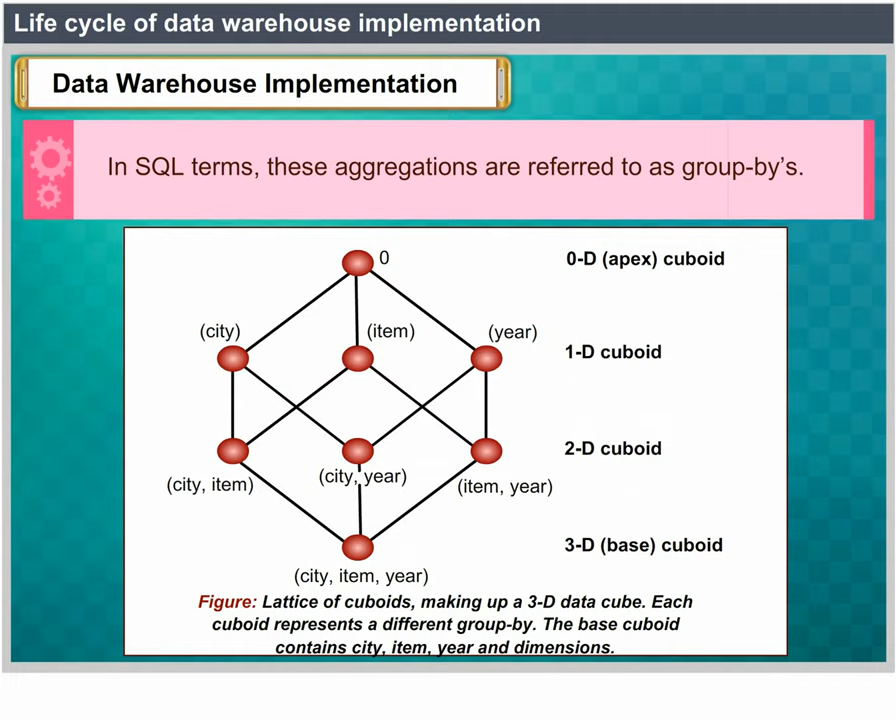 Life cycle of data warehouse implementation
Data Warehouse Implementation
In SQL terms, these aggregations are referred to as group-by’s.
0
0-D (apex) cuboid
(city)
(item)
(year)
1-D cuboid
2-D cuboid
(city, item)
(city, year)
(item, year)
3-D (base) cuboid
(city, item, year)
Figure: Lattice of cuboids, making up a 3-D data cube. Each
cuboid represents a different group-by. The base cuboid
contains city, item, year and dimensions.